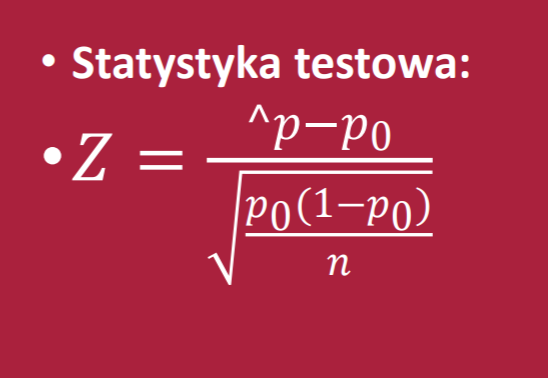 • Statystyka testowa:
• Z = ^p−p₀ / √(p₀(1−p₀) / n)